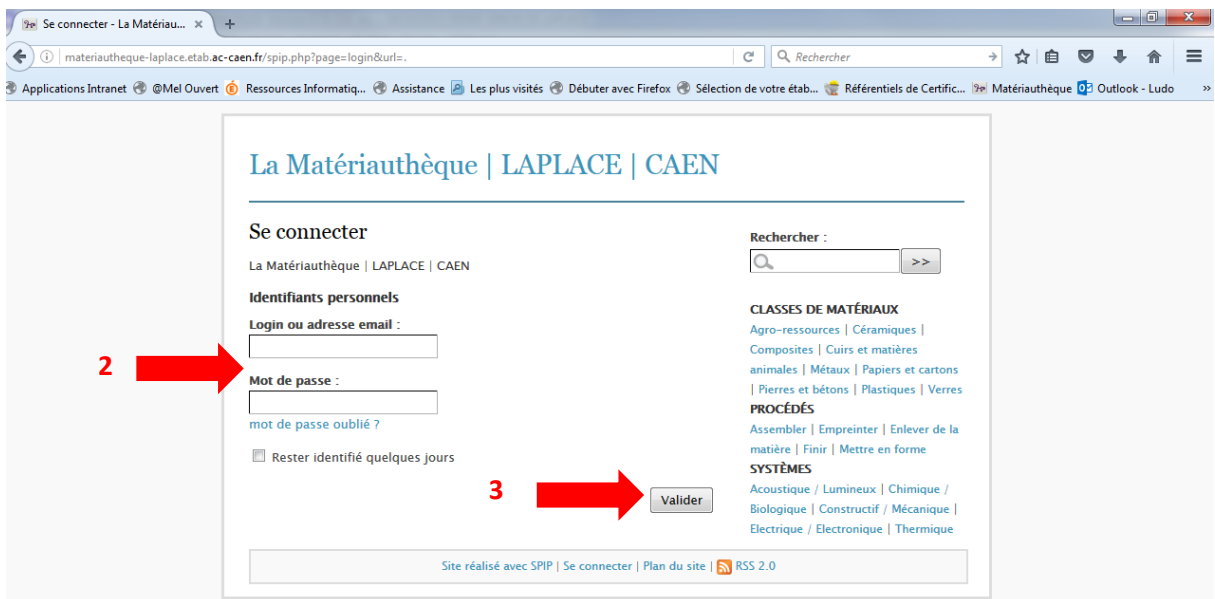 Se connecter - La Matériau... × +
materiautheque-laplace.etab.ac-caen.fr/spip.php?page=login&url=. Rechercher
Applications Intranet @Mel Ouvert Ressources Informatiq... Assistance Les plus visités Débuter avec Firefox Sélection de votre étab... Référentiels de Certific... Matériauthèque Outlook - Ludo »
La Matériauthèque | LAPLACE | CAEN
Se connecter
La Matériauthèque | LAPLACE | CAEN
Identifiants personnels
Login ou adresse email :
2
Mot de passe :
mot de passe oublié ?
Rester identifié quelques jours
3
Valider
Rechercher :
>>
CLASSES DE MATÉRIAUX
Agro-ressources | Céramiques |
Composites | Cuirs et matières
animales | Métaux | Papiers et cartons
| Pierres et bétons | Plastiques | Verres
PROCÉDÉS
Assembler | Empreinter | Enlever de la
matière | Finir | Mettre en forme
SYSTÈMES
Acoustique / Lumineux | Chimique /
Biologique | Constructif / Mécanique |
Electrique / Electronique | Thermique
Site réalisé avec SPIP | Se connecter | Plan du site | RSS 2.0